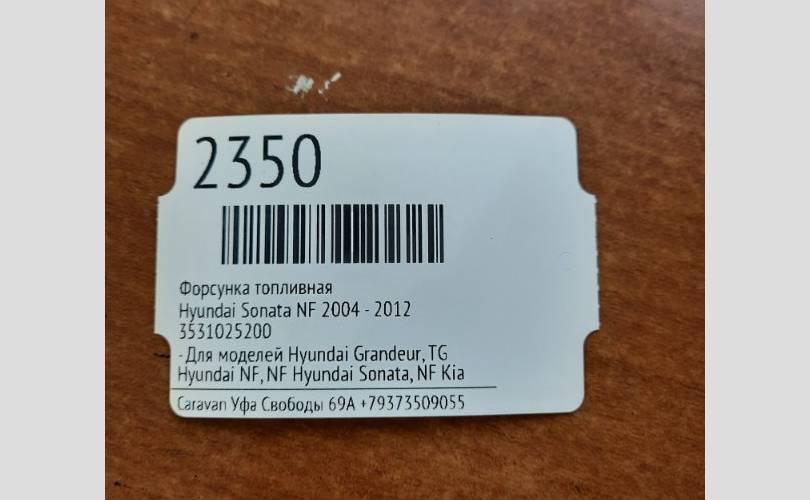 2350
Форсунка топливная
Hyundai Sonata NF 2004 - 2012
3531025200
-Для моделей Hyundai Grandeur, TG
Hyundai NF, NF Hyundai Sonata, NF Kia
Caravan Уфа Свободы 69А +79373509055